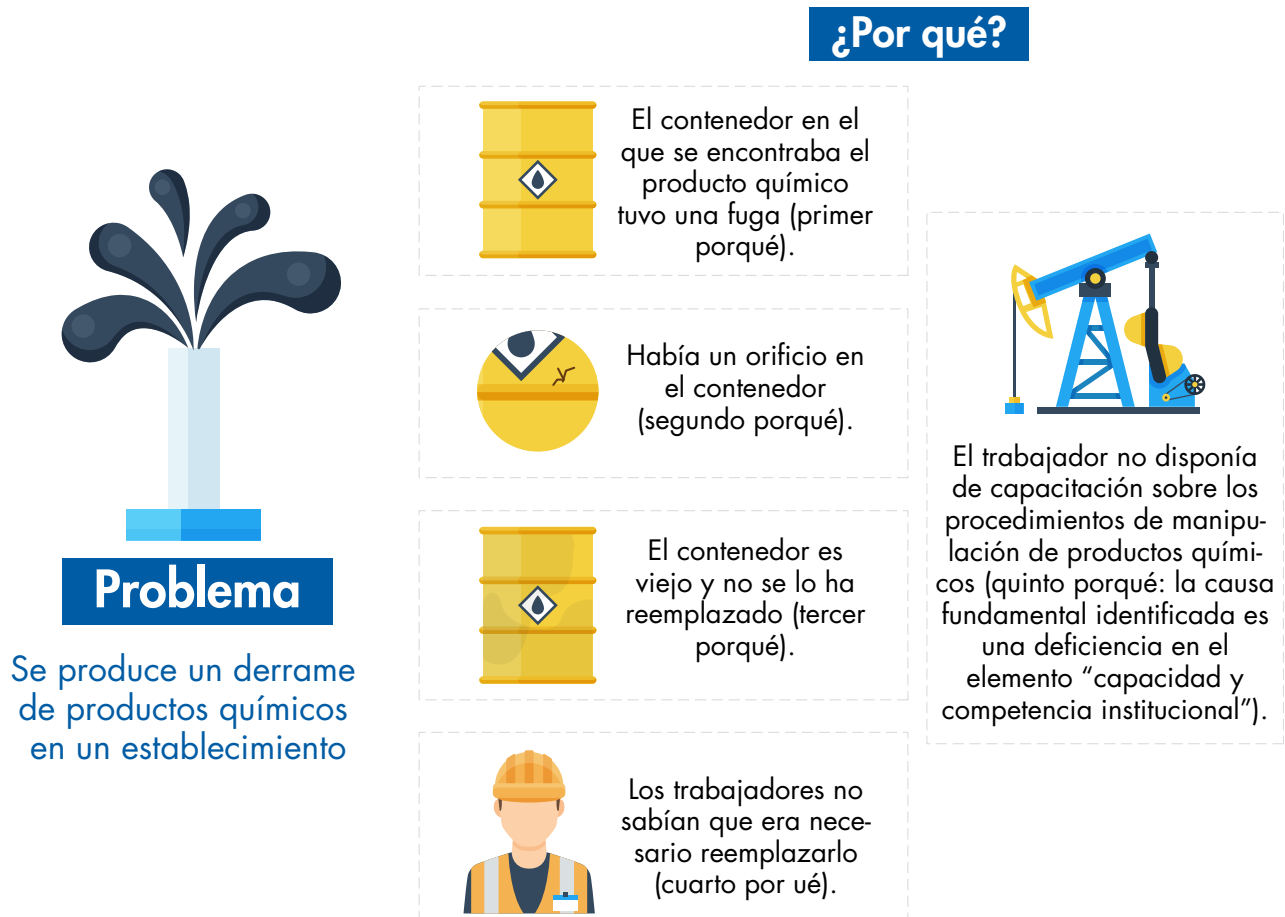 ¿Por qué?
El contenedor en el
que se encontraba el
producto químico
tuvo una fuga (primer
porqué).
Había un orificio en
el contenedor
(segundo porqué).
El contenedor es
viejo y no se lo ha
reemplazado (tercer
porqué).
Los trabajadores no
sabían que era nece-
sario reemplazarlo
(cuarto por ué).
El trabajador no disponía
de capacitación sobre los
procedimientos de manipu-
lación de productos quími-
cos (quinto porqué: la causa
fundamental identificada es
una deficiencia en el
elemento “capacidad y
competencia institucional”).
Problema
Se produce un derrame
de productos químicos
en un establecimiento